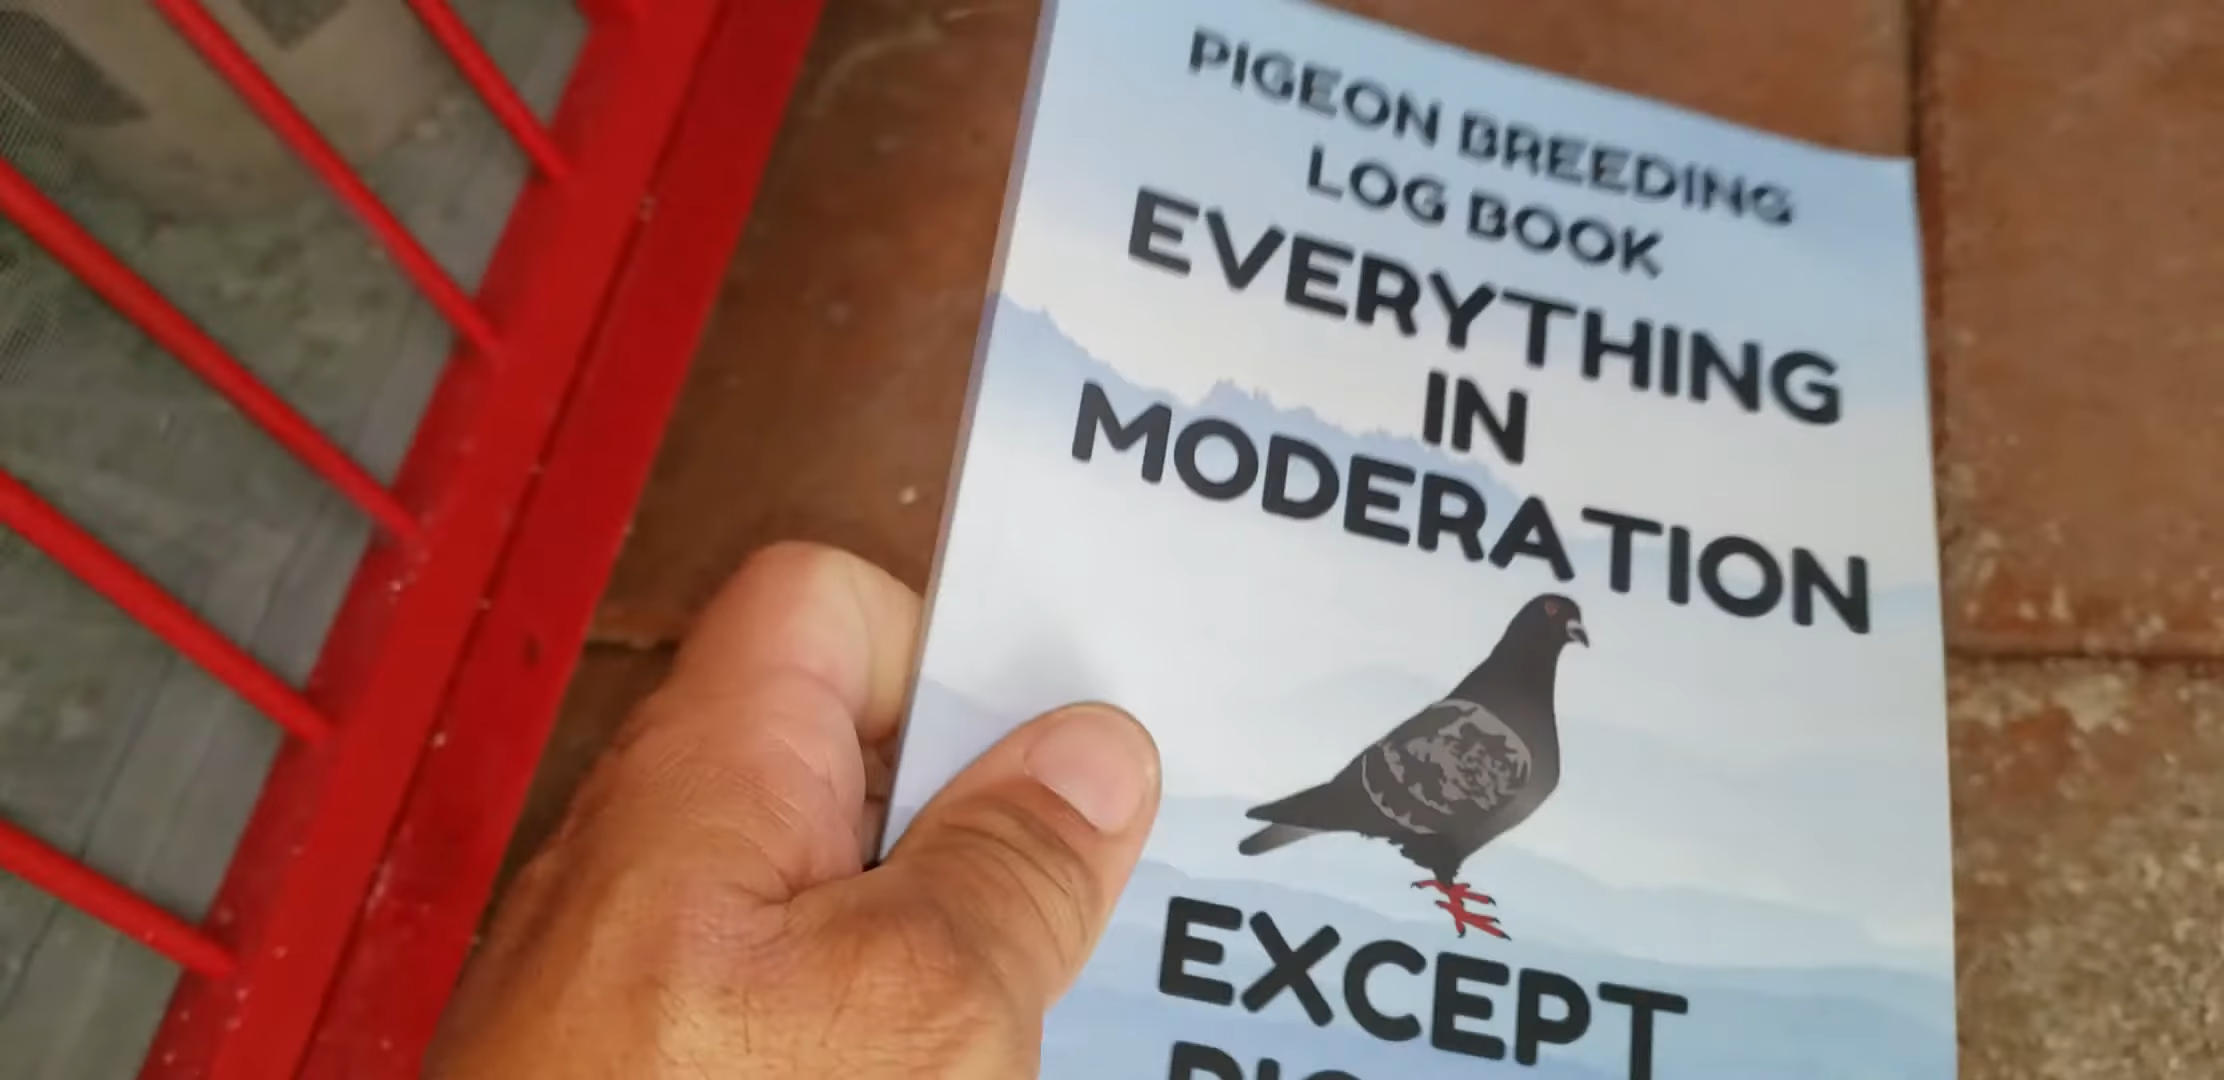 PIGEON BREEDING
LOG BOOK
EVERYTHING
IN
MODERATION
EXCEPT